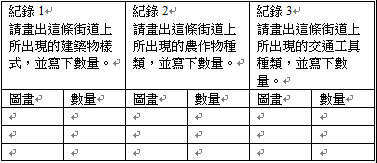 紀錄 1
請畫出這條街道上
所出現的建築物樣
式，並寫下數量。
紀錄 2
請畫出這條街道上
所出現的農作物種
類，並寫下數量。
紀錄 3
請畫出這條街道上
所出現的交通工具
種類，並寫下數
量。
圖畫 數量 圖畫 數量 圖畫 數量